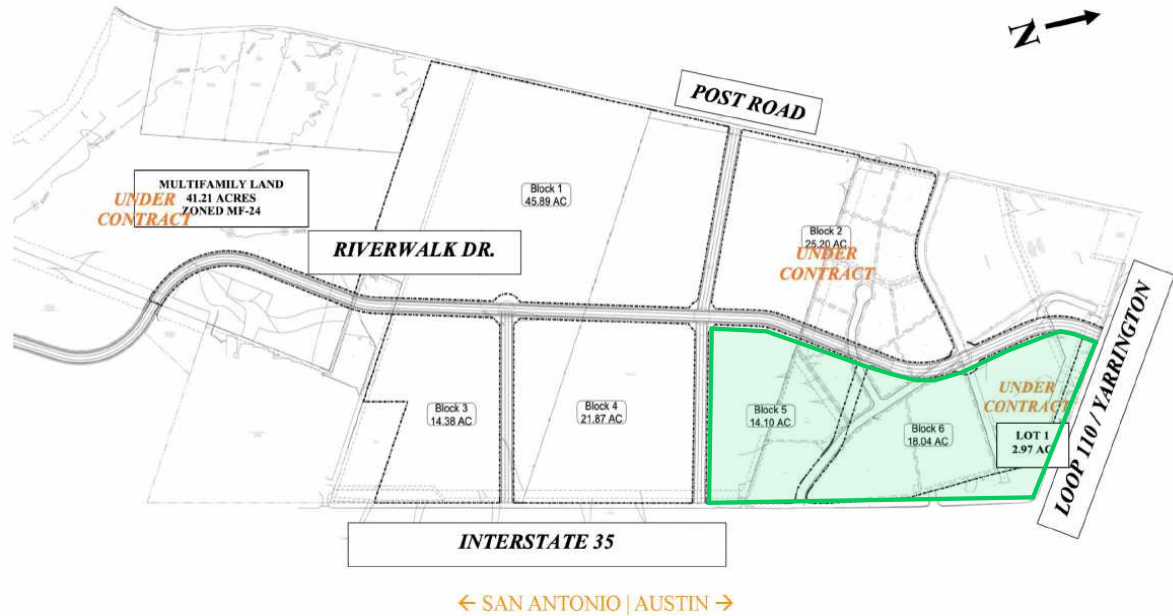 N
POST ROAD
MULTIFAMILY LAND
41.21 ACRES
ZONED MF-24
UNDER
CONTRACT
Block 1
45.89 AC
Block 2
25.20 AC
UNDER
CONTRACT
RIVERWALK DR.
LOOP 110 / YARRINGTON
UNDER
CONTRACT
Block 3
14.38 AC
Block 4
21.87 AC
Block 5
14.10 AC
Block 6
18.04 AC
LOT 1
2.97 AC
INTERSTATE 35
← SAN ANTONIO | AUSTIN →